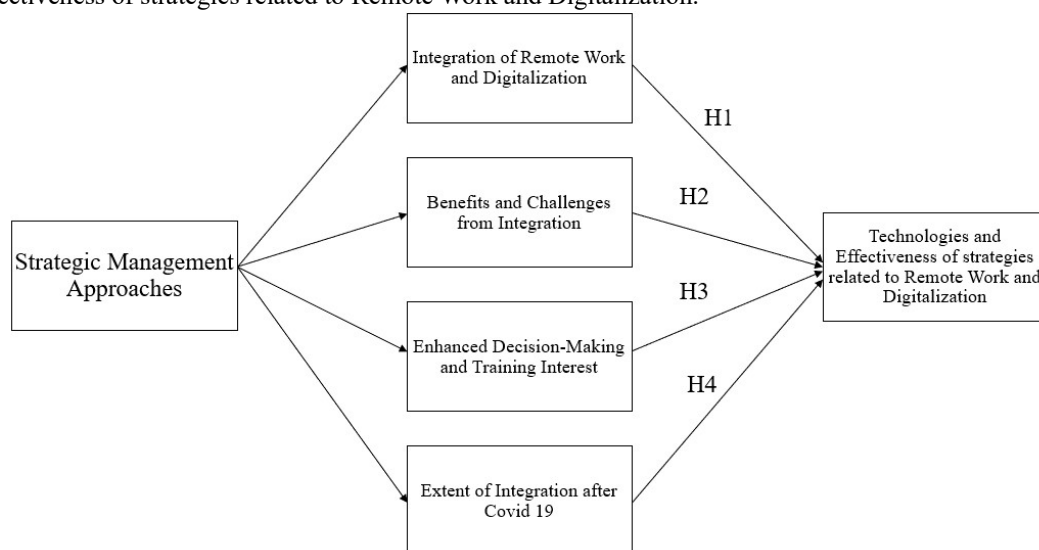 effectiveness of strategies related to Remote Work and Digitalization.
Integration of Remote Work
and Digitalization
H1
Benefits and Challenges
from Integration
H2
Strategic Management
Approaches
Technologies and
Effectiveness of strategies
related to Remote Work and
Digitalization
H3
Enhanced Decision-Making
and Training Interest
H4
Extent of Integration after
Covid 19